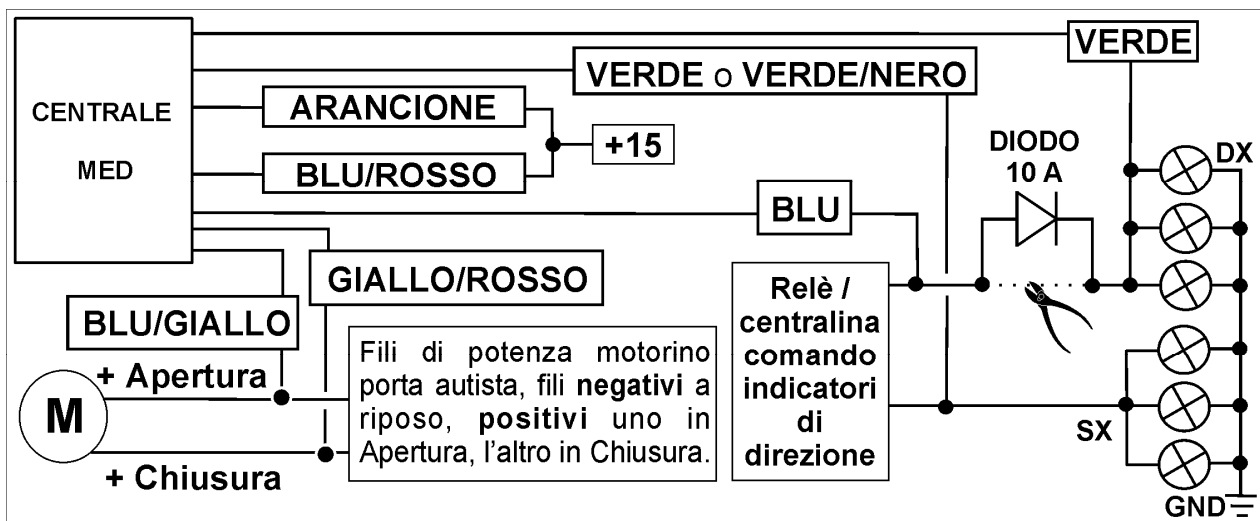 VERDE
VERDE o VERDE/NERO
CENTRALE
MED
ARANCIONE
+15
BLU/ROSSO
DIODO
10 A
DX
BLU
GIALLO/ROSSO
BLU/GIALLO
+ Apertura
M
+ Chiusura
Fili di potenza motorino
porta autista, fili negativi a
riposo, positivi uno in
Apertura, l'altro in Chiusura.
Relè /
centralina
comando
indicatori
di
direzione
SX
GND